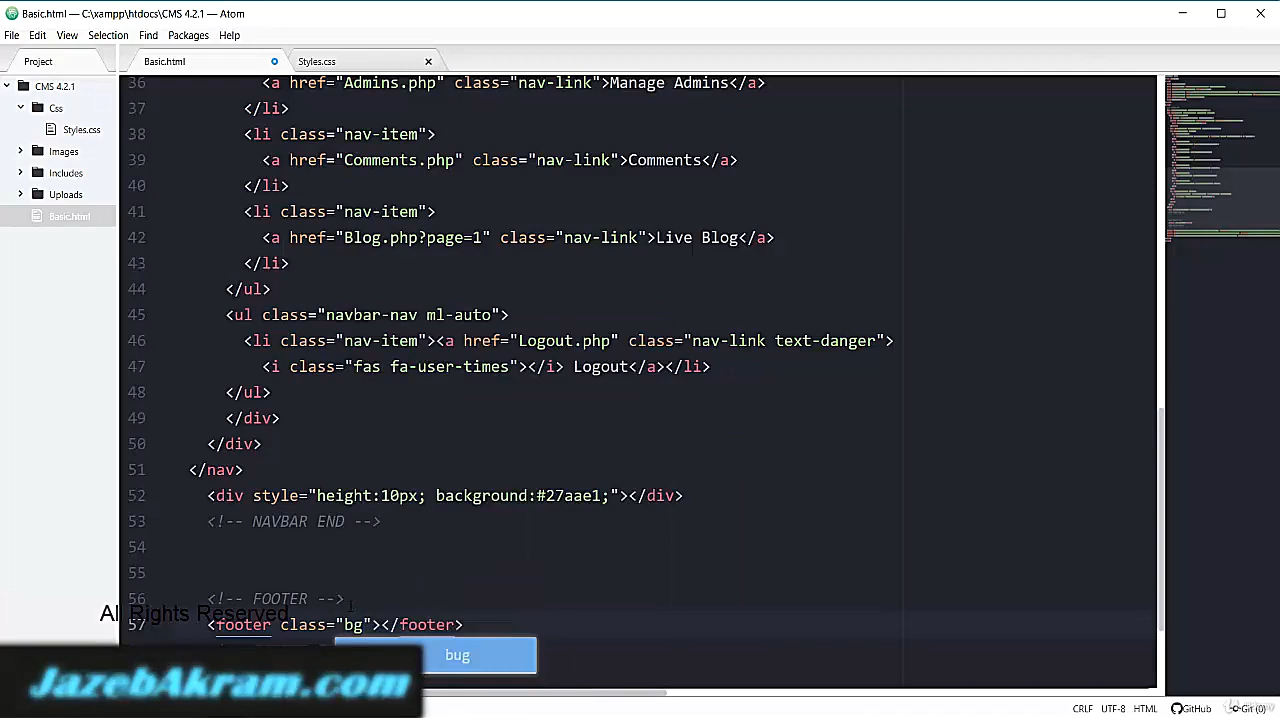 Basic.html — C:\xampp\htdocs\CMS 4.2.1 — Atom
File Edit View Selection Find Packages Help
Project
Basic.html
Styles.css
CMS 4.2.1
Css
Styles.css
Images
Includes
Uploads
Basic.html
36 <a href="Admins.php" class="nav-link">Manage Admins</a>
37 </li>
38 <li class="nav-item">
39 <a href="Comments.php" class="nav-link">Comments</a>
40 </li>
41 <li class="nav-item">
42 <a href="Blog.php?page=1" class="nav-link">Live Blog</a>
43 </li>
44 </ul>
45 <ul class="navbar-nav ml-auto">
46 <li class="nav-item"><a href="Logout.php" class="nav-link text-danger">
47 <i class="fas fa-user-times"></i> Logout</a></li>
48 </ul>
49 </div>
50 </div>
51 </nav>
52 <div style="height:10px; background:#27aae1;"></div>
53 <!-- NAVBAR END -->
54
55
56 <!-- FOOTER -->
57 <footer class="bg"></footer>
bug
All Rights Reserved
JazebAkram.com
CRLF UTF-8 HTML GitHub Git (0)